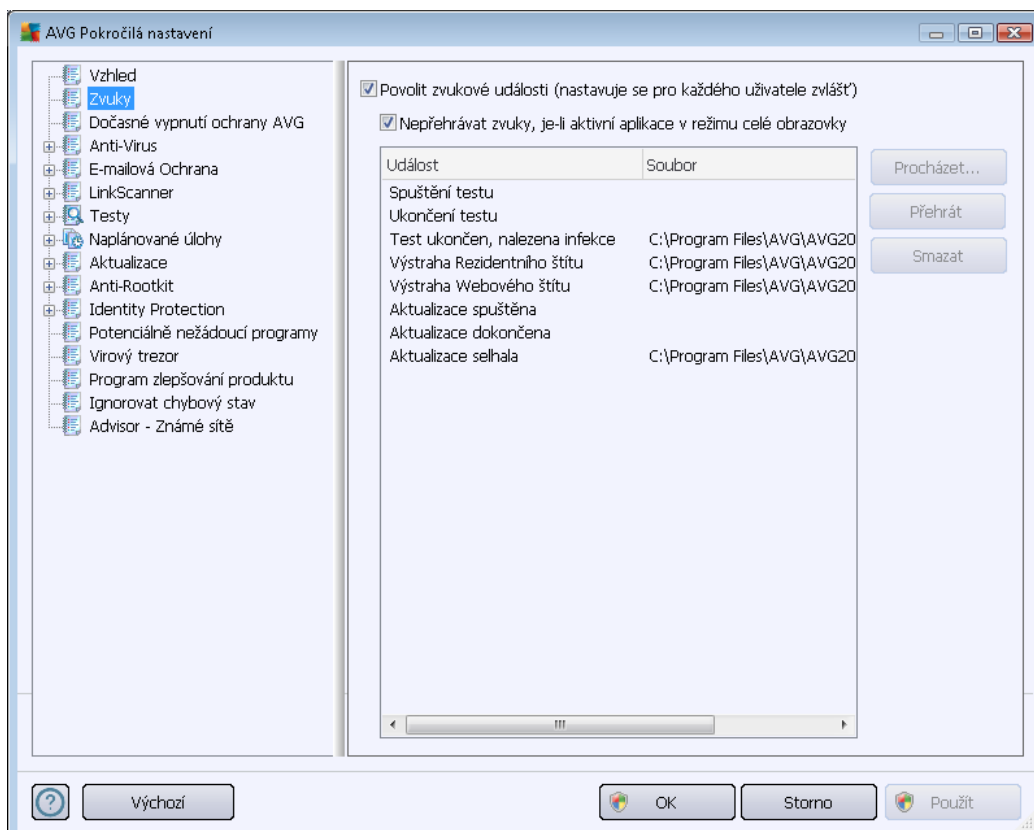 AVG Pokročilá nastavení
Vzhled
Zvuky
Dočasné vypnutí ochrany AVG
Anti-Virus
E-mailová Ochrana
LinkScanner
Testy
Naplánované úlohy
Aktualizace
Anti-Rootkit
Identity Protection
Potenciálně nežádoucí programy
Virový trezor
Program zlepšování produktu
Ignorovat chybový stav
Advisor - Známé sítě
Povolit zvukové události (nastavuje se pro každého uživatele zvlášť)
Nepřehrávat zvuky, je-li aktivní aplikace v režimu celé obrazovky
Událost Soubor
Spuštění testu
Ukončení testu
Test ukončen, nalezena infekce C:\Program Files\AVG\AVG20
Výstraha Rezidentního štítu C:\Program Files\AVG\AVG20
Výstraha Webového štítu C:\Program Files\AVG\AVG20
Aktualizace spuštěna
Aktualizace dokončena
Aktualizace selhala C:\Program Files\AVG\AVG20
Procházet...
Přehrát
Smazat
Výchozí OK Storno Použít